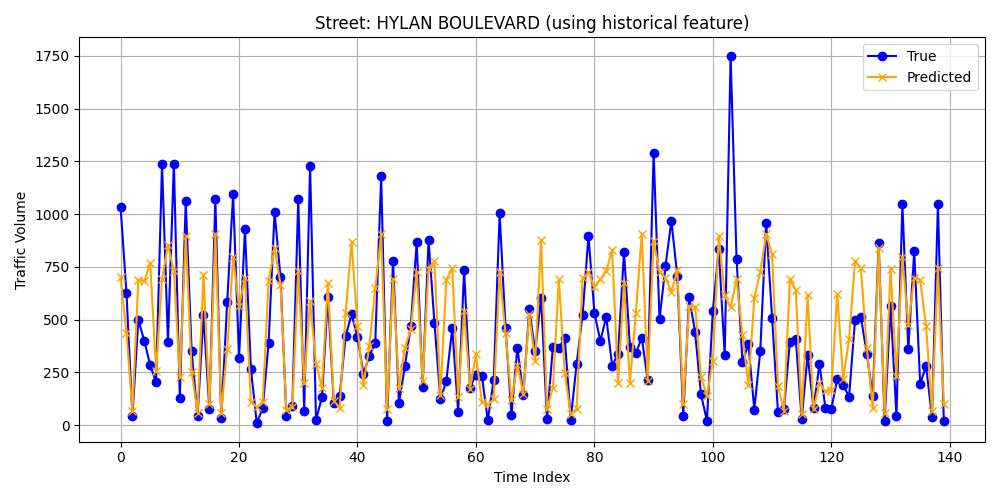 Street: HYLAN BOULEVARD (using historical feature)
True
Predicted
Traffic Volume
1750
1500
1250
1000
750
500
250
0
0 20 40 60 80 100 120 140
Time Index